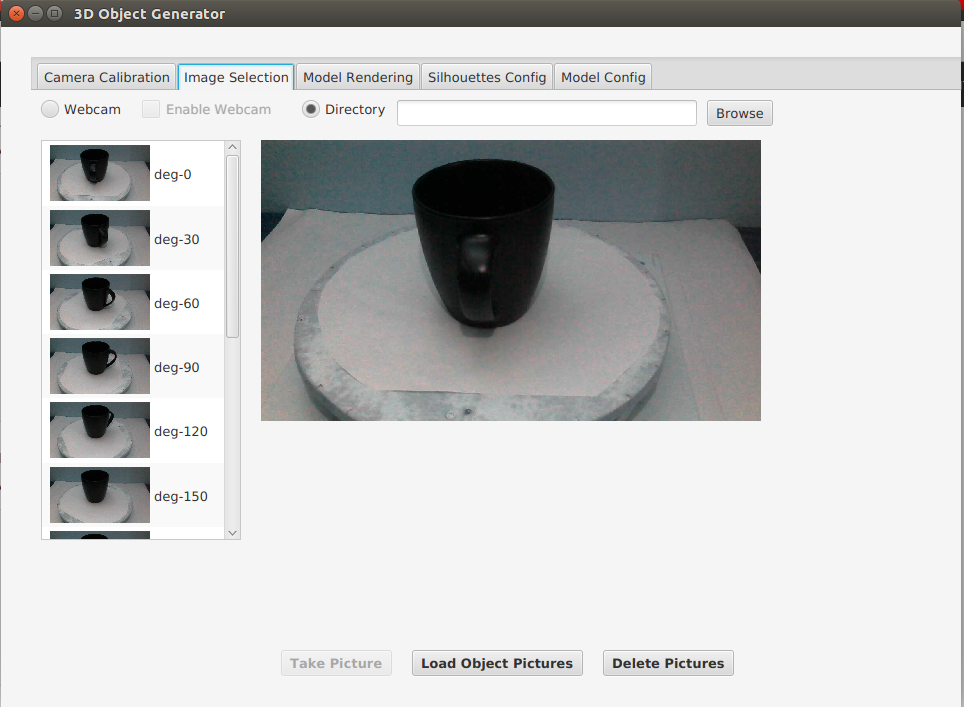 3D Object Generator
Camera Calibration Image Selection Model Rendering Silhouettes Config Model Config
Webcam Enable Webcam Directory Browse
deg-0
deg-30
deg-60
deg-90
deg-120
deg-150
Take Picture Load Object Pictures Delete Pictures